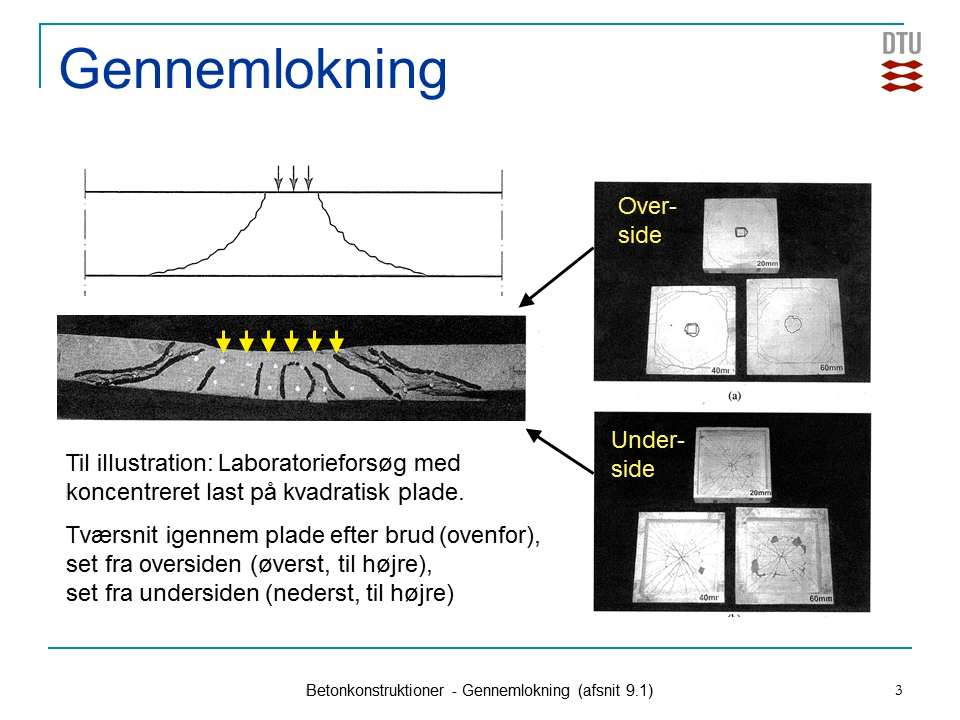 Gennemlokning
DTU
Over-
side
20mm
40mm
60mm
(a)
Under-
side
20mm
40mm
60mm
Til illustration: Laboratorieforsøg med
koncentreret last på kvadratisk plade.
Tværsnit igennem plade efter brud (ovenfor),
set fra oversiden (øverst, til højre),
set fra undersiden (nederst, til højre)
Betonkonstruktioner - Gennemlokning (afsnit 9.1)
3